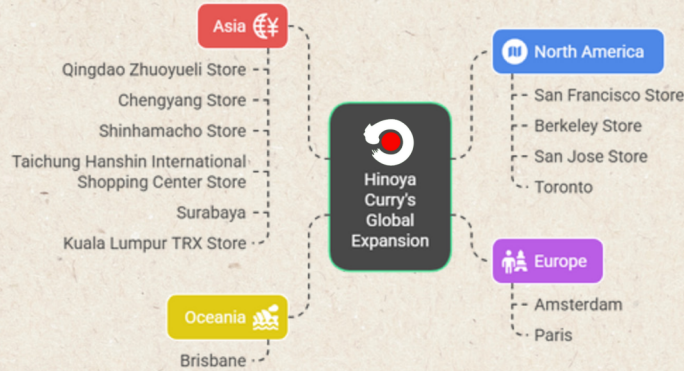 Asia
Qingdao Zhuoyueli Store
Chengyang Store
Shinhamacho Store
Taichung Hanshin International
Shopping Center Store
Surabaya
Kuala Lumpur TRX Store
Oceania
Brisbane
Hinoya
Curry's
Global
Expansion
North America
San Francisco Store
Berkeley Store
San Jose Store
Toronto
Europe
Amsterdam
Paris